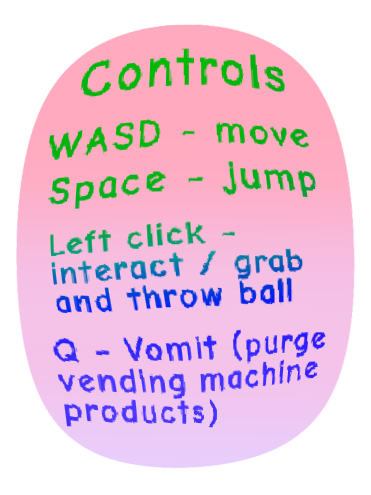 Controls
WASD - move
Space - jump
Left click -
interact / grab
and throw ball
Q - Vomit (purge
vending machine
products)